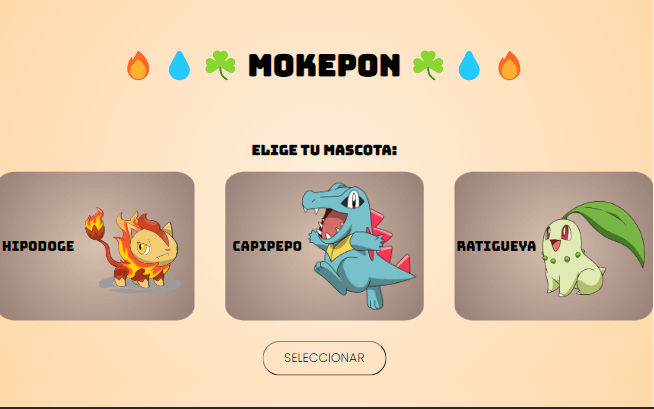 MOKEPON
ELIGE TU MASCOTA:
HIPODOGE
CAPIPEPO
RATIGUEYA
SELECCIONAR